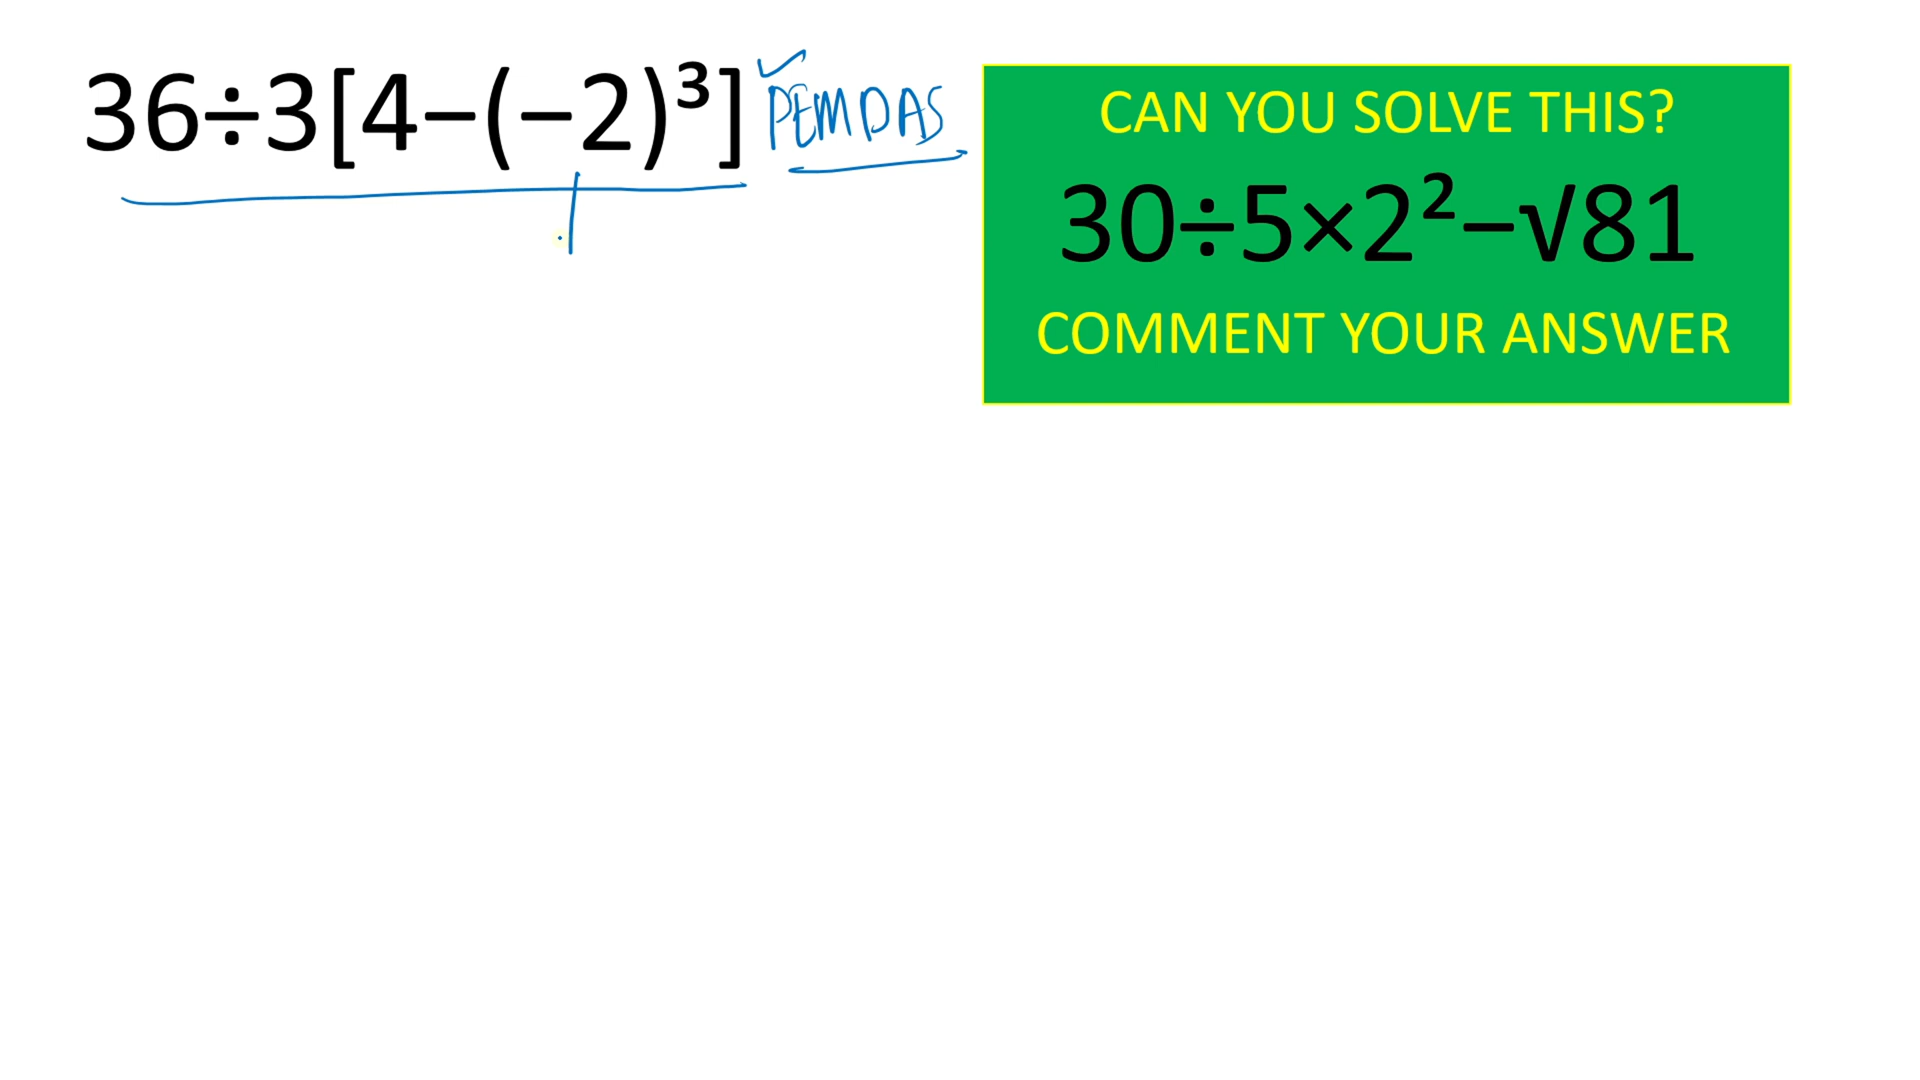 36÷3[4−(−2)³] PEMDAS
CAN YOU SOLVE THIS?
30÷5×2²−√81
COMMENT YOUR ANSWER